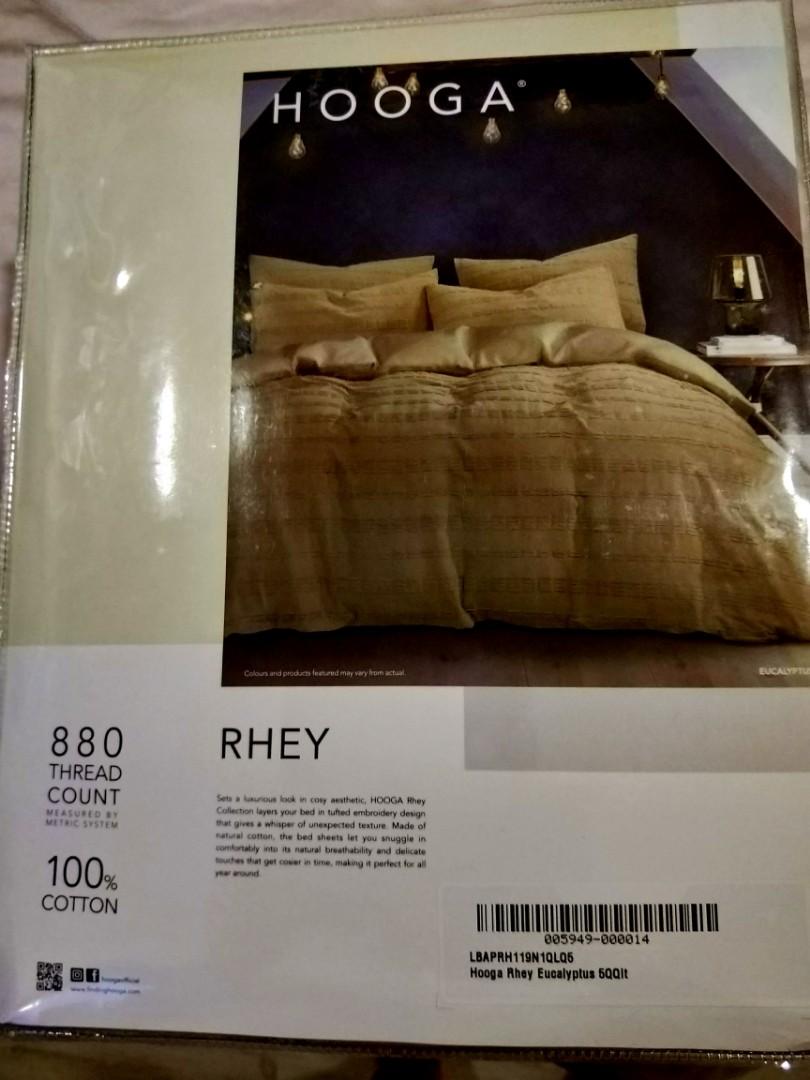 HOOGA®
Colours and products featured may vary from actual.
EUCALYPTUS
880
THREAD
COUNT
MEASURED BY
METRIC SYSTEM
100%
COTTON
RHEY
Sets a luxurious look in cosy aesthetic, HOOGA Rhey
Collection layers your bed in tufted embroidery design
that gives a whisper of unexpected texture. Made of
natural cotton, the bed sheets let you snuggle in
comfortably into its natural breathability and delicate
touches that get cosier in time, making it perfect for all
year around.
hoogaofficial
www.findinghooga.com
005949-000014
LBAPRH119N1QLQ5
Hooga Rhey Eucalyptus 5QQlt